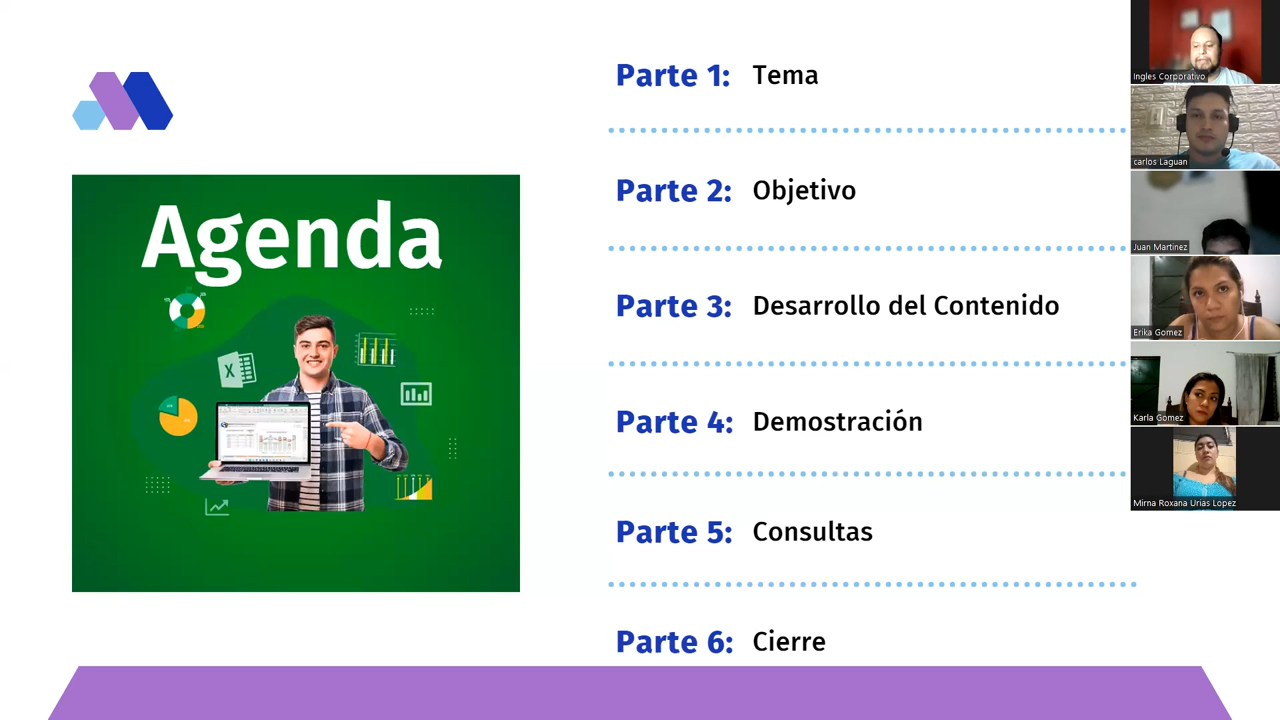 Agenda
X
Parte 1: Tema
Parte 2: Objetivo
Parte 3: Desarrollo del Contenido
Parte 4: Demostración
Parte 5: Consultas
Parte 6: Cierre
Ingles Corporativo
carlos Laguan
Juan Martinez
Erika Gomez
Karla Gomez
Mirna Roxana Urias Lopez